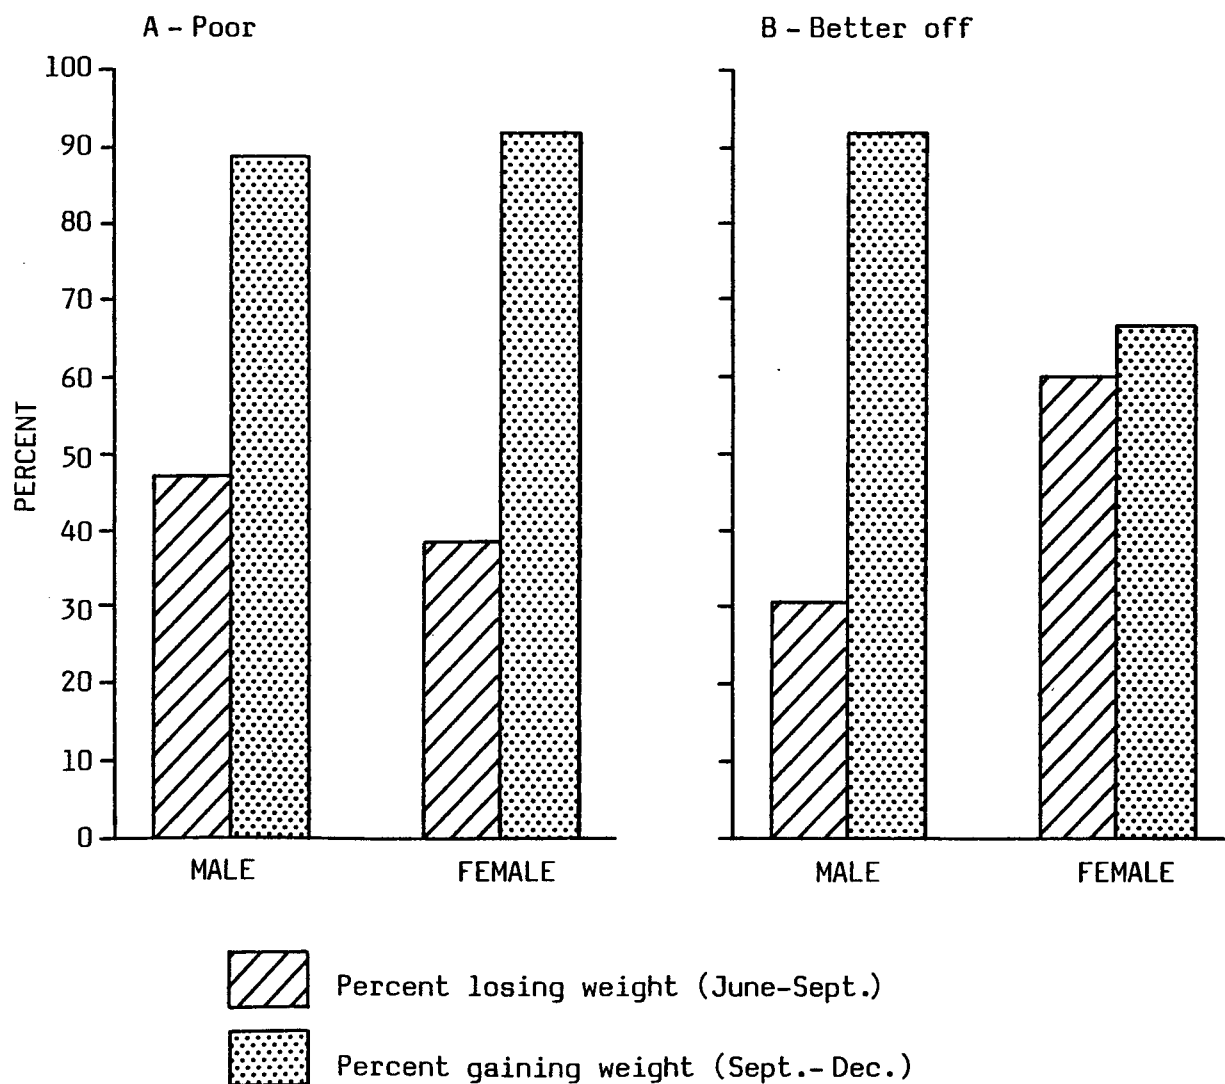 A – Poor
B – Better off
100
90
80
70
60
50
40
30
20
10
0
PERCENT
MALE
FEMALE
MALE
FEMALE
Percent losing weight (June-Sept.)
Percent gaining weight (Sept.- Dec.)